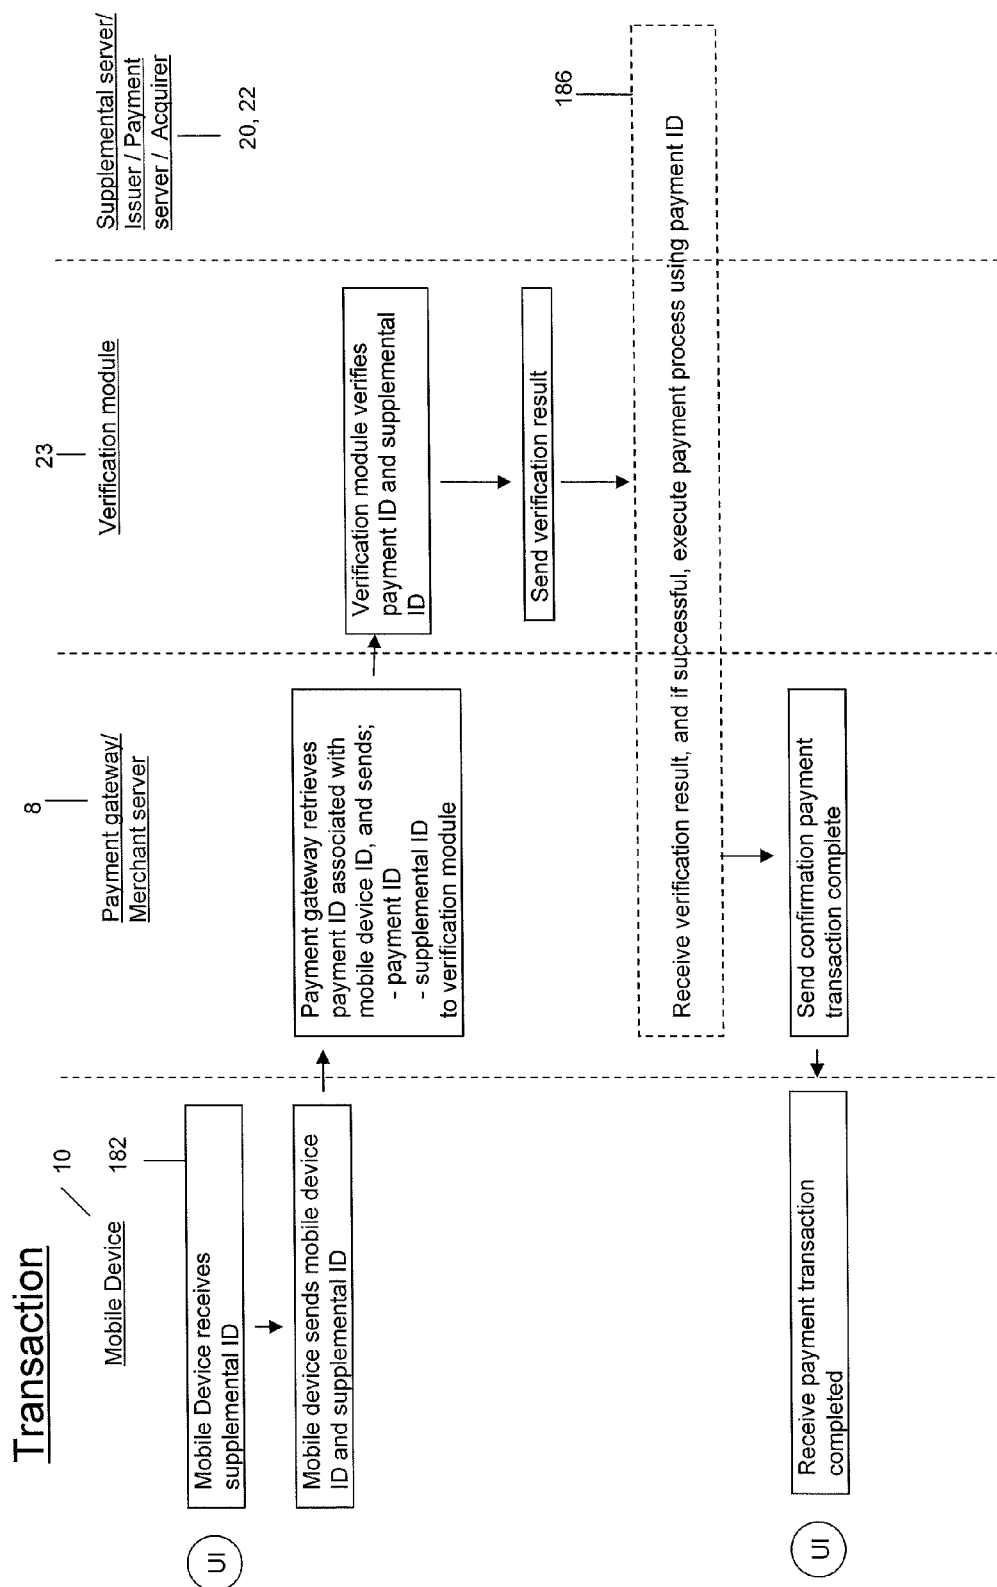 Transaction
10
Mobile Device
182
8
Payment gateway/
Merchant server
23
Verification module
Supplemental server/
Issuer / Payment
server / Acquirer
20, 22
UI
Mobile Device receives
supplemental ID
Mobile device sends mobile device
ID and supplemental ID
Payment gateway retrieves
payment ID associated with
mobile device ID, and sends;
- payment ID
- supplemental ID
to verification module
Verification module verifies
payment ID and supplemental
ID
Send verification result
186
Receive verification result, and if successful, execute payment process using payment ID
Send confirmation payment
transaction complete
UI
Receive payment transaction
completed